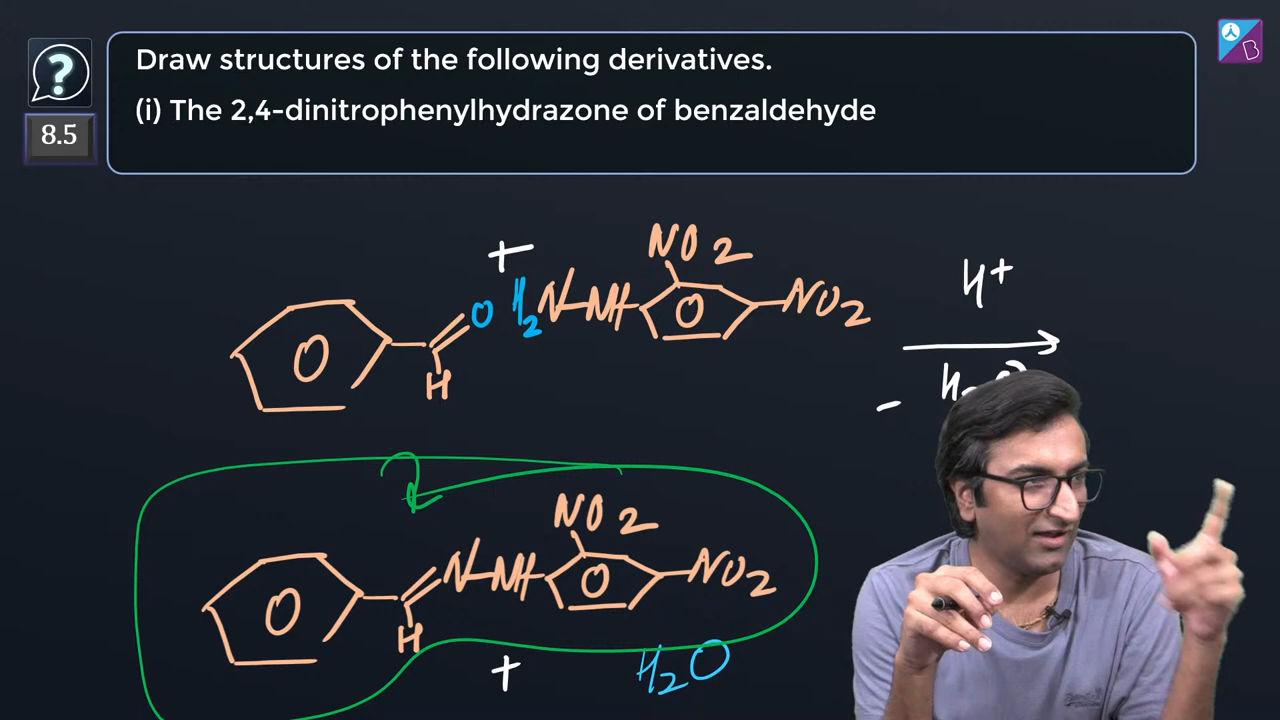 Draw structures of the following derivatives.
(i) The 2,4-dinitrophenylhydrazone of benzaldehyde
?
8.5
B
NO2
+
O H2N-NH NO2
H
H+
-
NO2
N-NH NO2
H
+ H2O